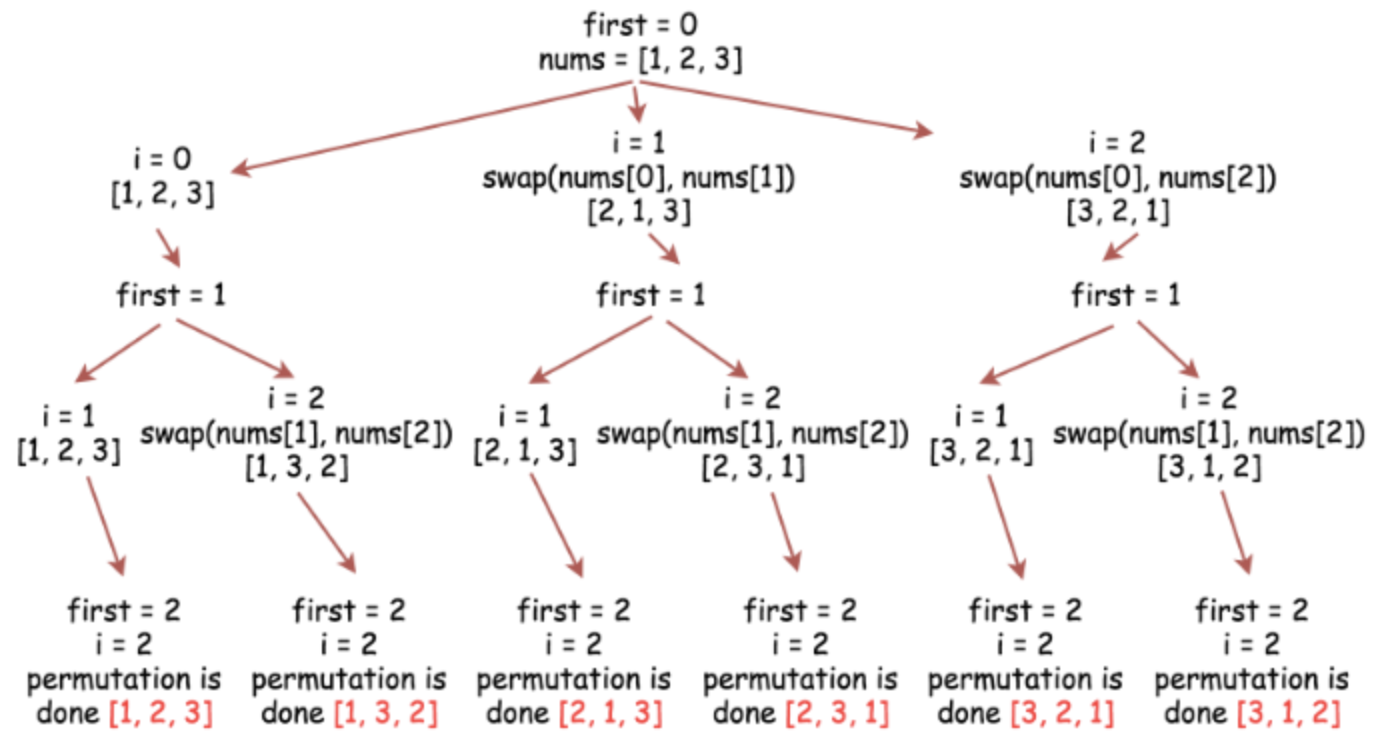 first = 0
nums = [1, 2, 3]
i = 0
[1, 2, 3]
i = 1
swap(nums[0], nums[1])
[2, 1, 3]
i = 2
swap(nums[0], nums[2])
[3, 2, 1]
first = 1
first = 1
first = 1
i = 1
[1, 2, 3]
i = 2
swap(nums[1], nums[2])
[1, 3, 2]
i = 1
[2, 1, 3]
i = 2
swap(nums[1], nums[2])
[2, 3, 1]
i = 1
[3, 2, 1]
i = 2
swap(nums[1], nums[2])
[3, 1, 2]
first = 2
i = 2
permutation is
done [1, 2, 3]
first = 2
i = 2
permutation is
done [1, 3, 2]
first = 2
i = 2
permutation is
done [2, 1, 3]
first = 2
i = 2
permutation is
done [2, 3, 1]
first = 2
i = 2
permutation is
done [3, 2, 1]
first = 2
i = 2
permutation is
done [3, 1, 2]